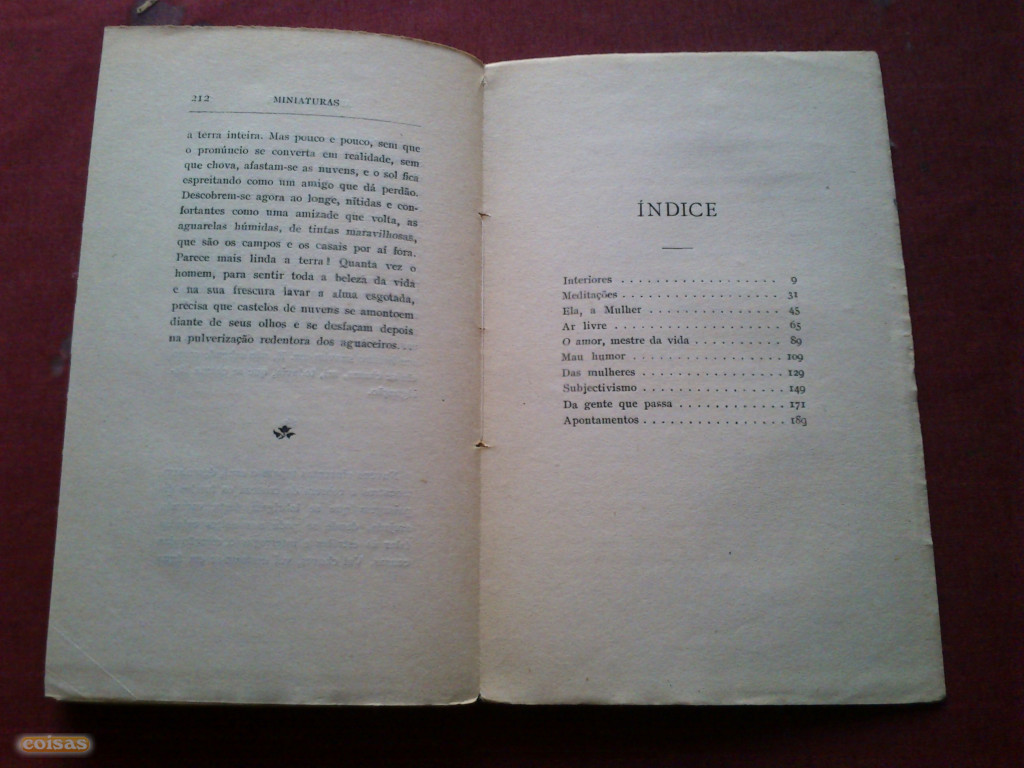 212 MINIATURAS
a terra inteira. Mas pouco e pouco, sem que
o pronúncio se converta em realidade, sem
que chova, afastam-se as nuvens, e o sol fica
espreitando como um amigo que dá perdão.
Descobrem-se agora ao longe, nítidas e con-
fortantes como uma amizade que volta, as
aguarelas húmidas, de tintas maravilhosas,
que são os campos e os casais por aí fóra.
Parece mais linda a terra! Quanta vez o
homem, para sentir toda a beleza da vida
e na sua frescura lavar a alma esgotada,
precisa que castelos de nuvens se amontoem
diante de seus olhos e se desfaçam depois
na pulverização redentora dos aguaceiros...
ÍNDICE
Interiores . . . . . . . . . . . . . . . . . . 9
Meditações . . . . . . . . . . . . . . . . . . 31
Ela, a Mulher . . . . . . . . . . . . . . . 45
Ar livre . . . . . . . . . . . . . . . . . . . 65
O amor, mestre da vida . . . . . . . . . . 89
Mau humor . . . . . . . . . . . . . . . . . 109
Das mulheres . . . . . . . . . . . . . . . . 129
Subjectivismo . . . . . . . . . . . . . . . 149
Da gente que passa . . . . . . . . . . . . 171
Apontamentos . . . . . . . . . . . . . . . 189
coisas